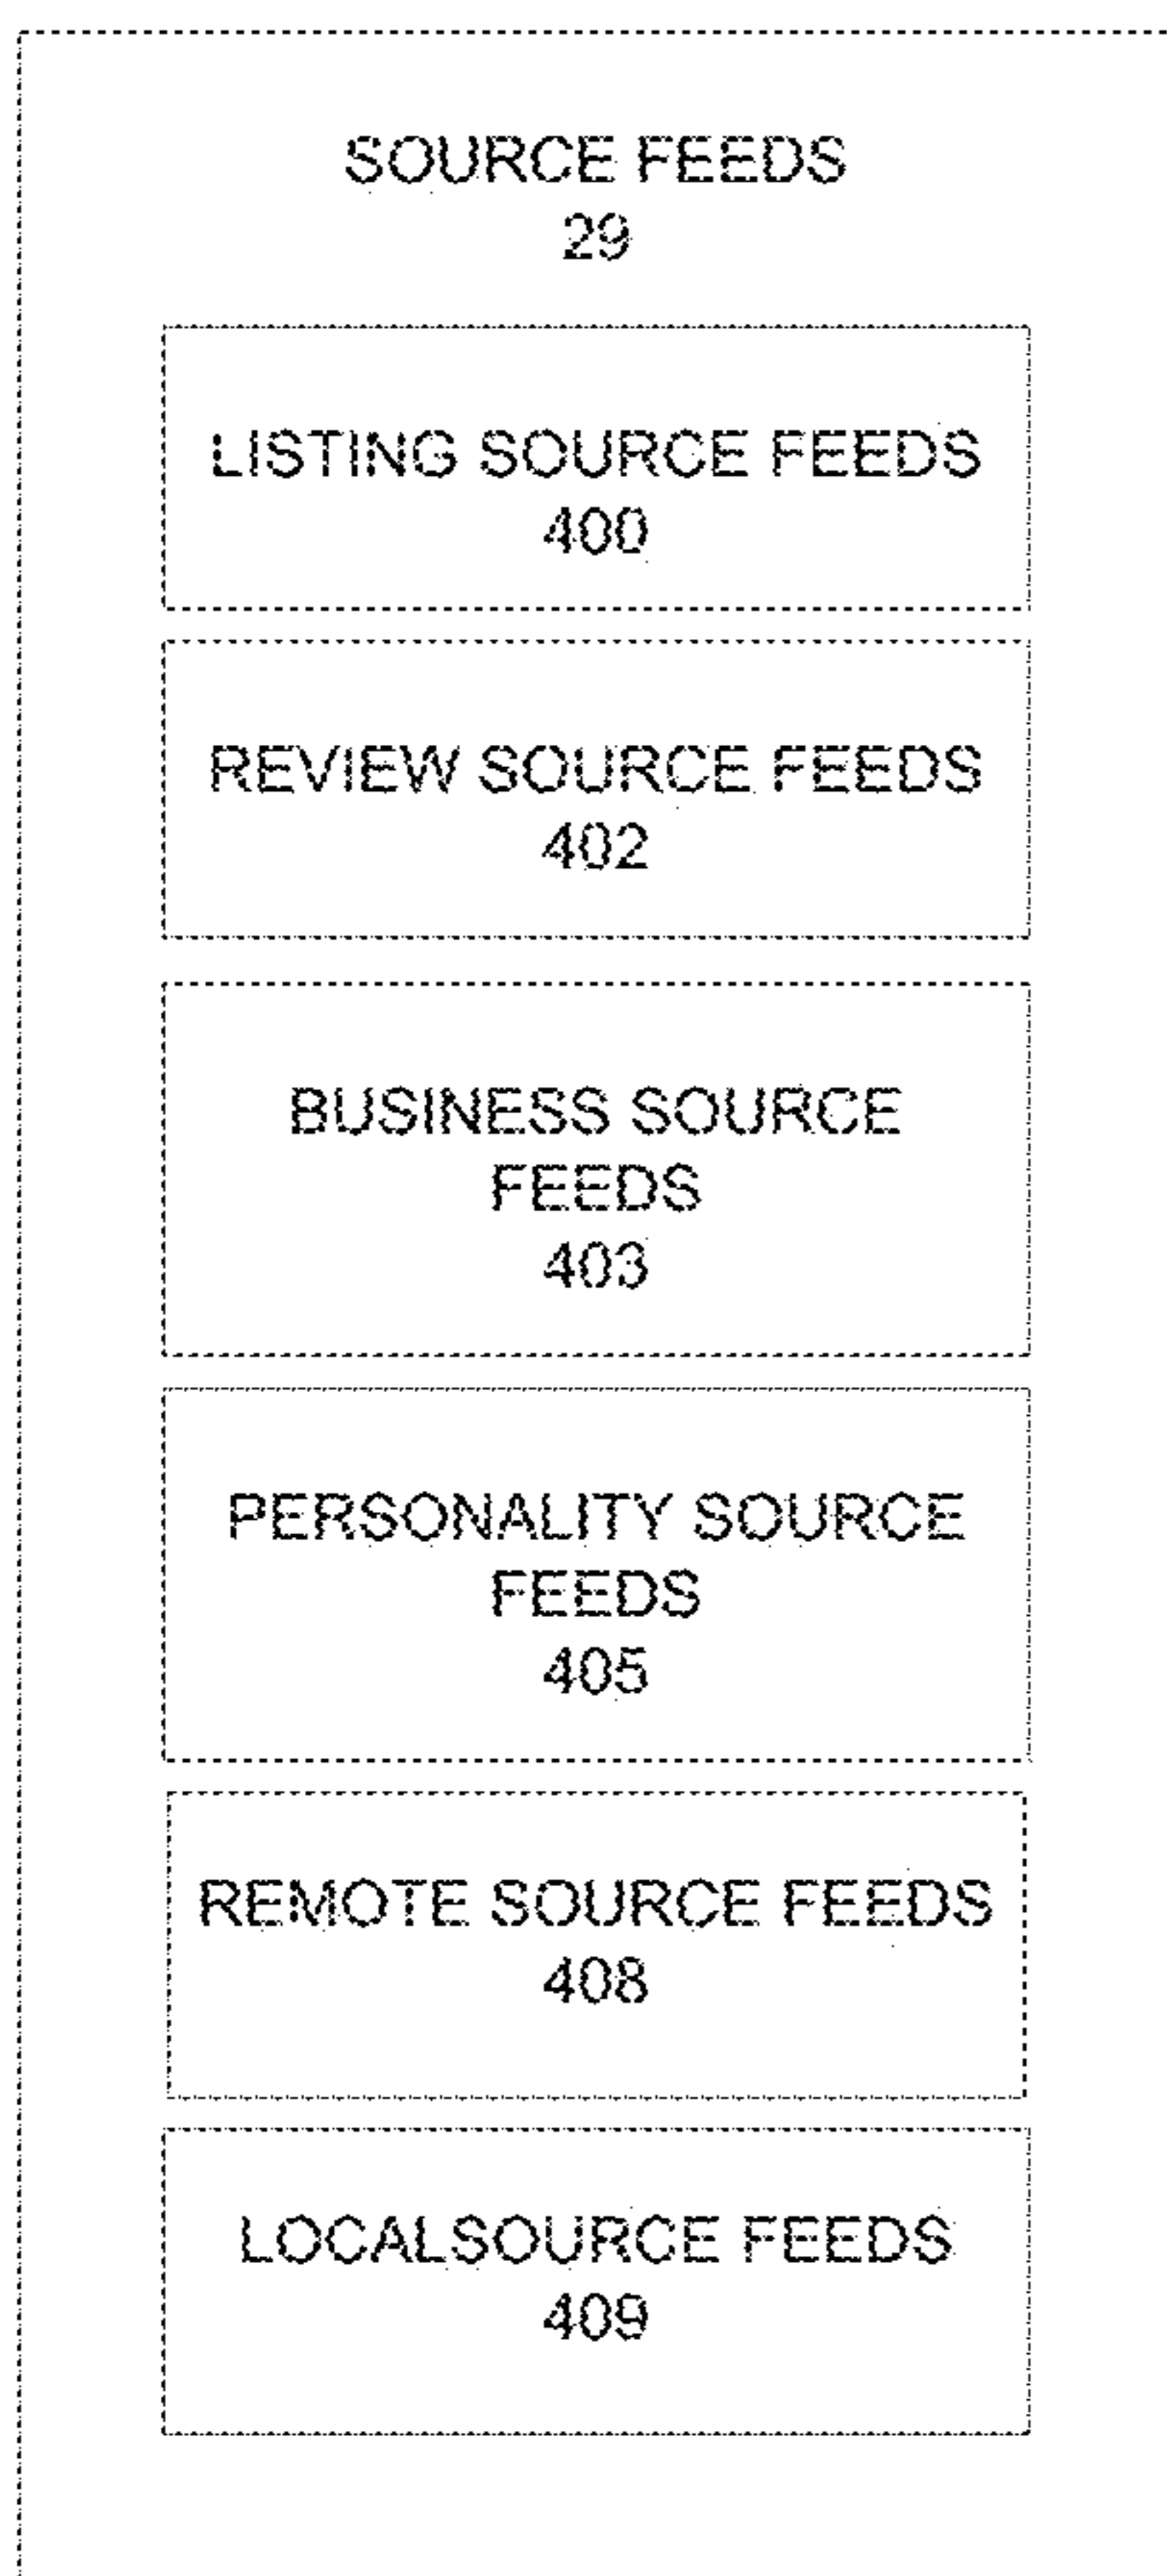 SOURCE FEEDS
29
LISTING SOURCE FEEDS
400
REVIEW SOURCE FEEDS
402
BUSINESS SOURCE
FEEDS
403
PERSONALITY SOURCE
FEEDS
405
REMOTE SOURCE FEEDS
408
LOCALSOURCE FEEDS
409